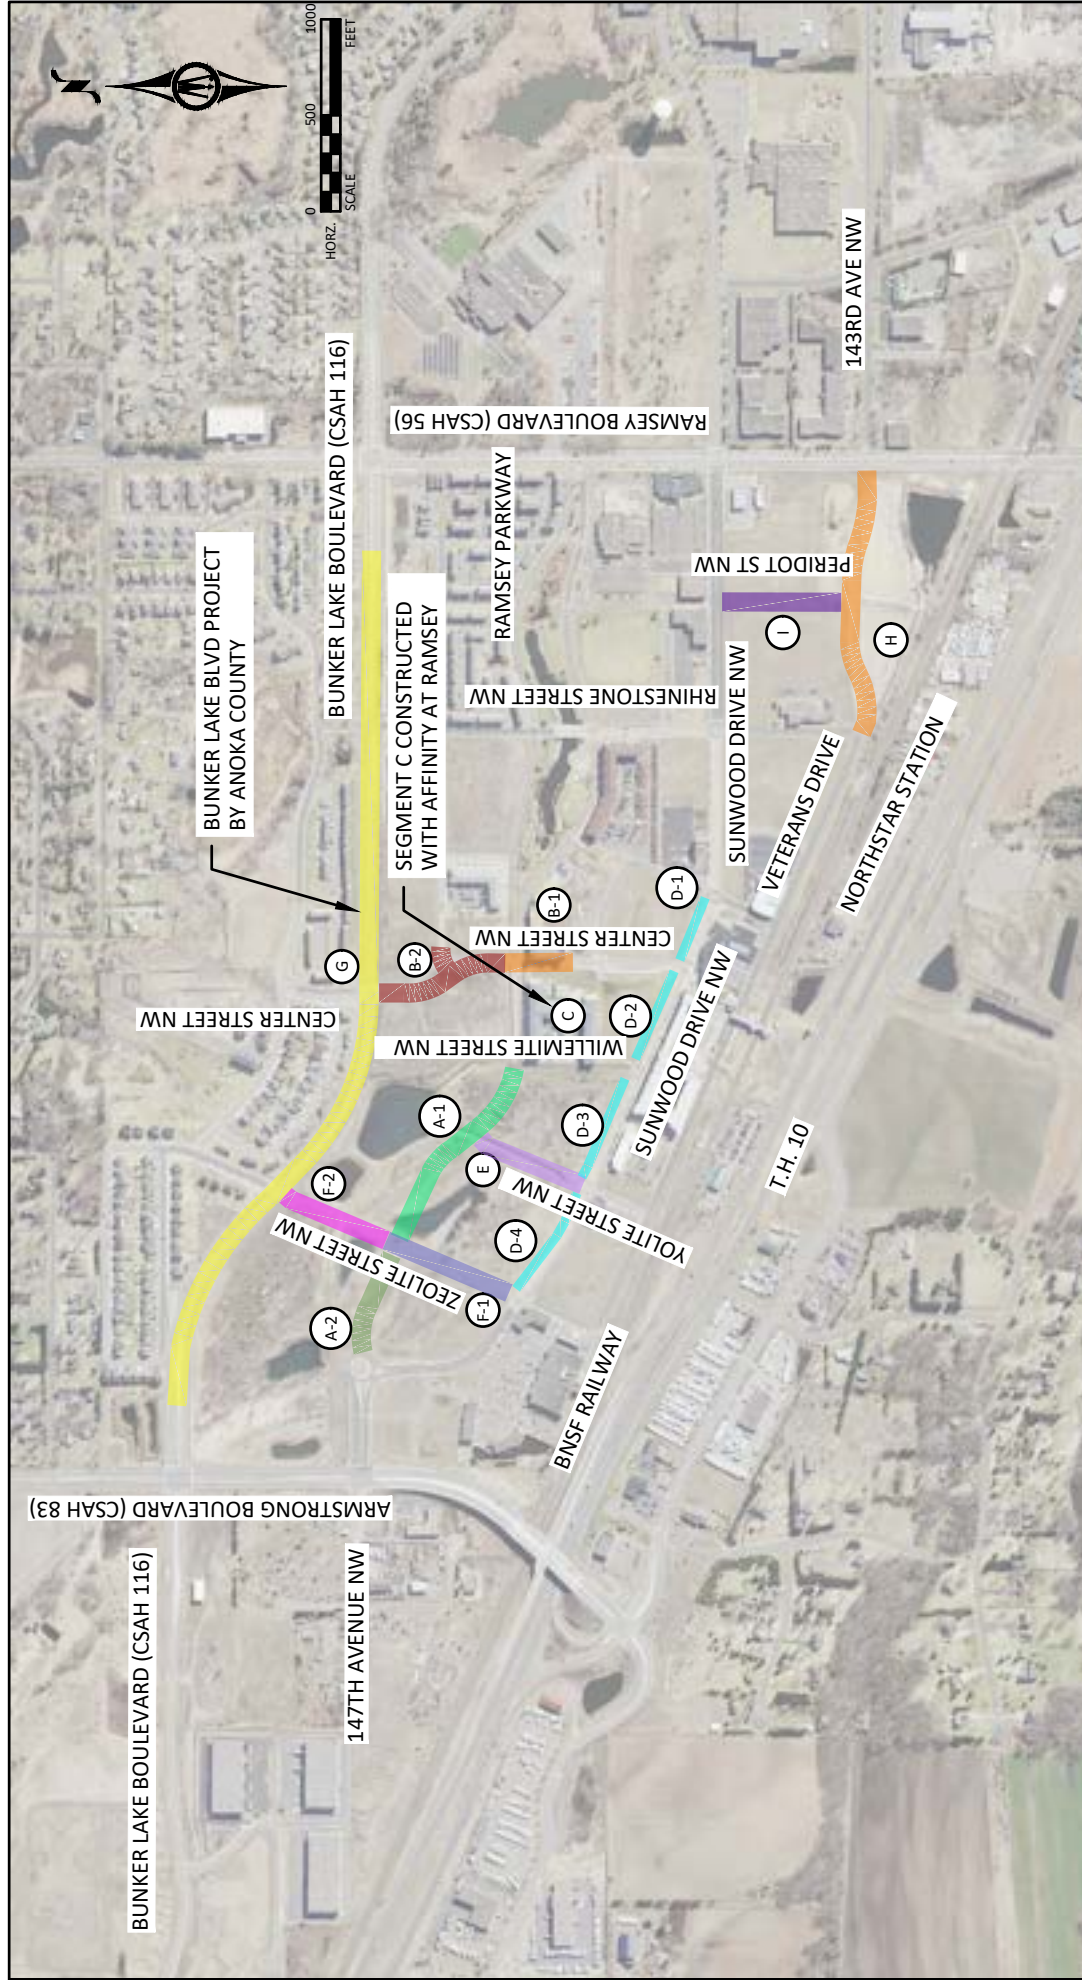 N
HORZ.
0
500
1000
SCALE
FEET
BUNKER LAKE BOULEVARD (CSAH 116)
147TH AVENUE NW
ARMSTRONG BOULEVARD (CSAH 83)
BUNKER LAKE BLVD PROJECT
BY ANOKA COUNTY
BUNKER LAKE BOULEVARD (CSAH 116)
SEGMENT C CONSTRUCTED
WITH AFFINITY AT RAMSEY
CENTER STREET NW
G
B-2
B-1
CENTER STREET NW
C
WILLEMITE STREET NW
A-1
A-2
F-2
ZEOLITE STREET NW
F-1
E
YOLITE STREET NW
D-4
D-3
D-2
D-1
RAMSEY PARKWAY
RAMSEY BOULEVARD (CSAH 56)
RHINESTONE STREET NW
SUNWOOD DRIVE NW
SUNWOOD DRIVE NW
PERIDOT ST NW
I
H
143RD AVE NW
VETERANS DRIVE
NORTHSTAR STATION
T.H. 10
BNSF RAILWAY